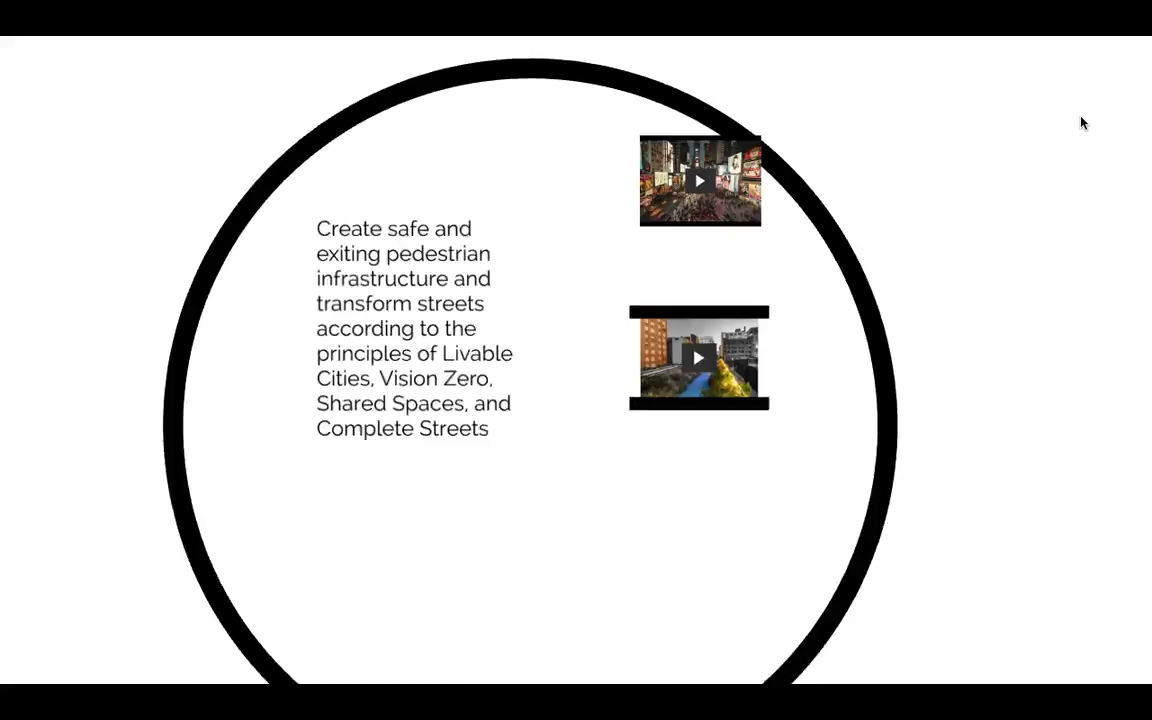 Create safe and
exiting pedestrian
infrastructure and
transform streets
according to the
principles of Livable
Cities, Vision Zero,
Shared Spaces, and
Complete Streets